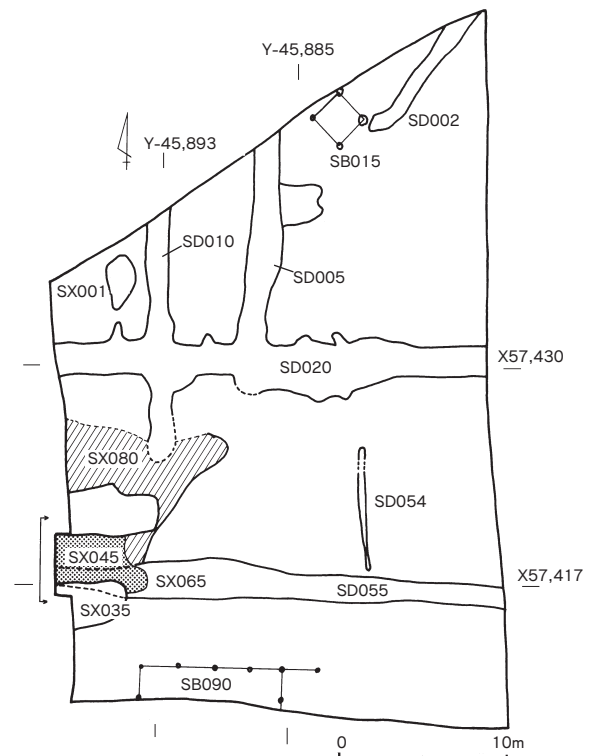 Y-45,885
SD002
Y-45,893
SB015
SD010
SX001
SD005
X57,430
SD020
SX080
SD054
SX045
X57,417
SX065
SD055
SX035
SB090
0
10m